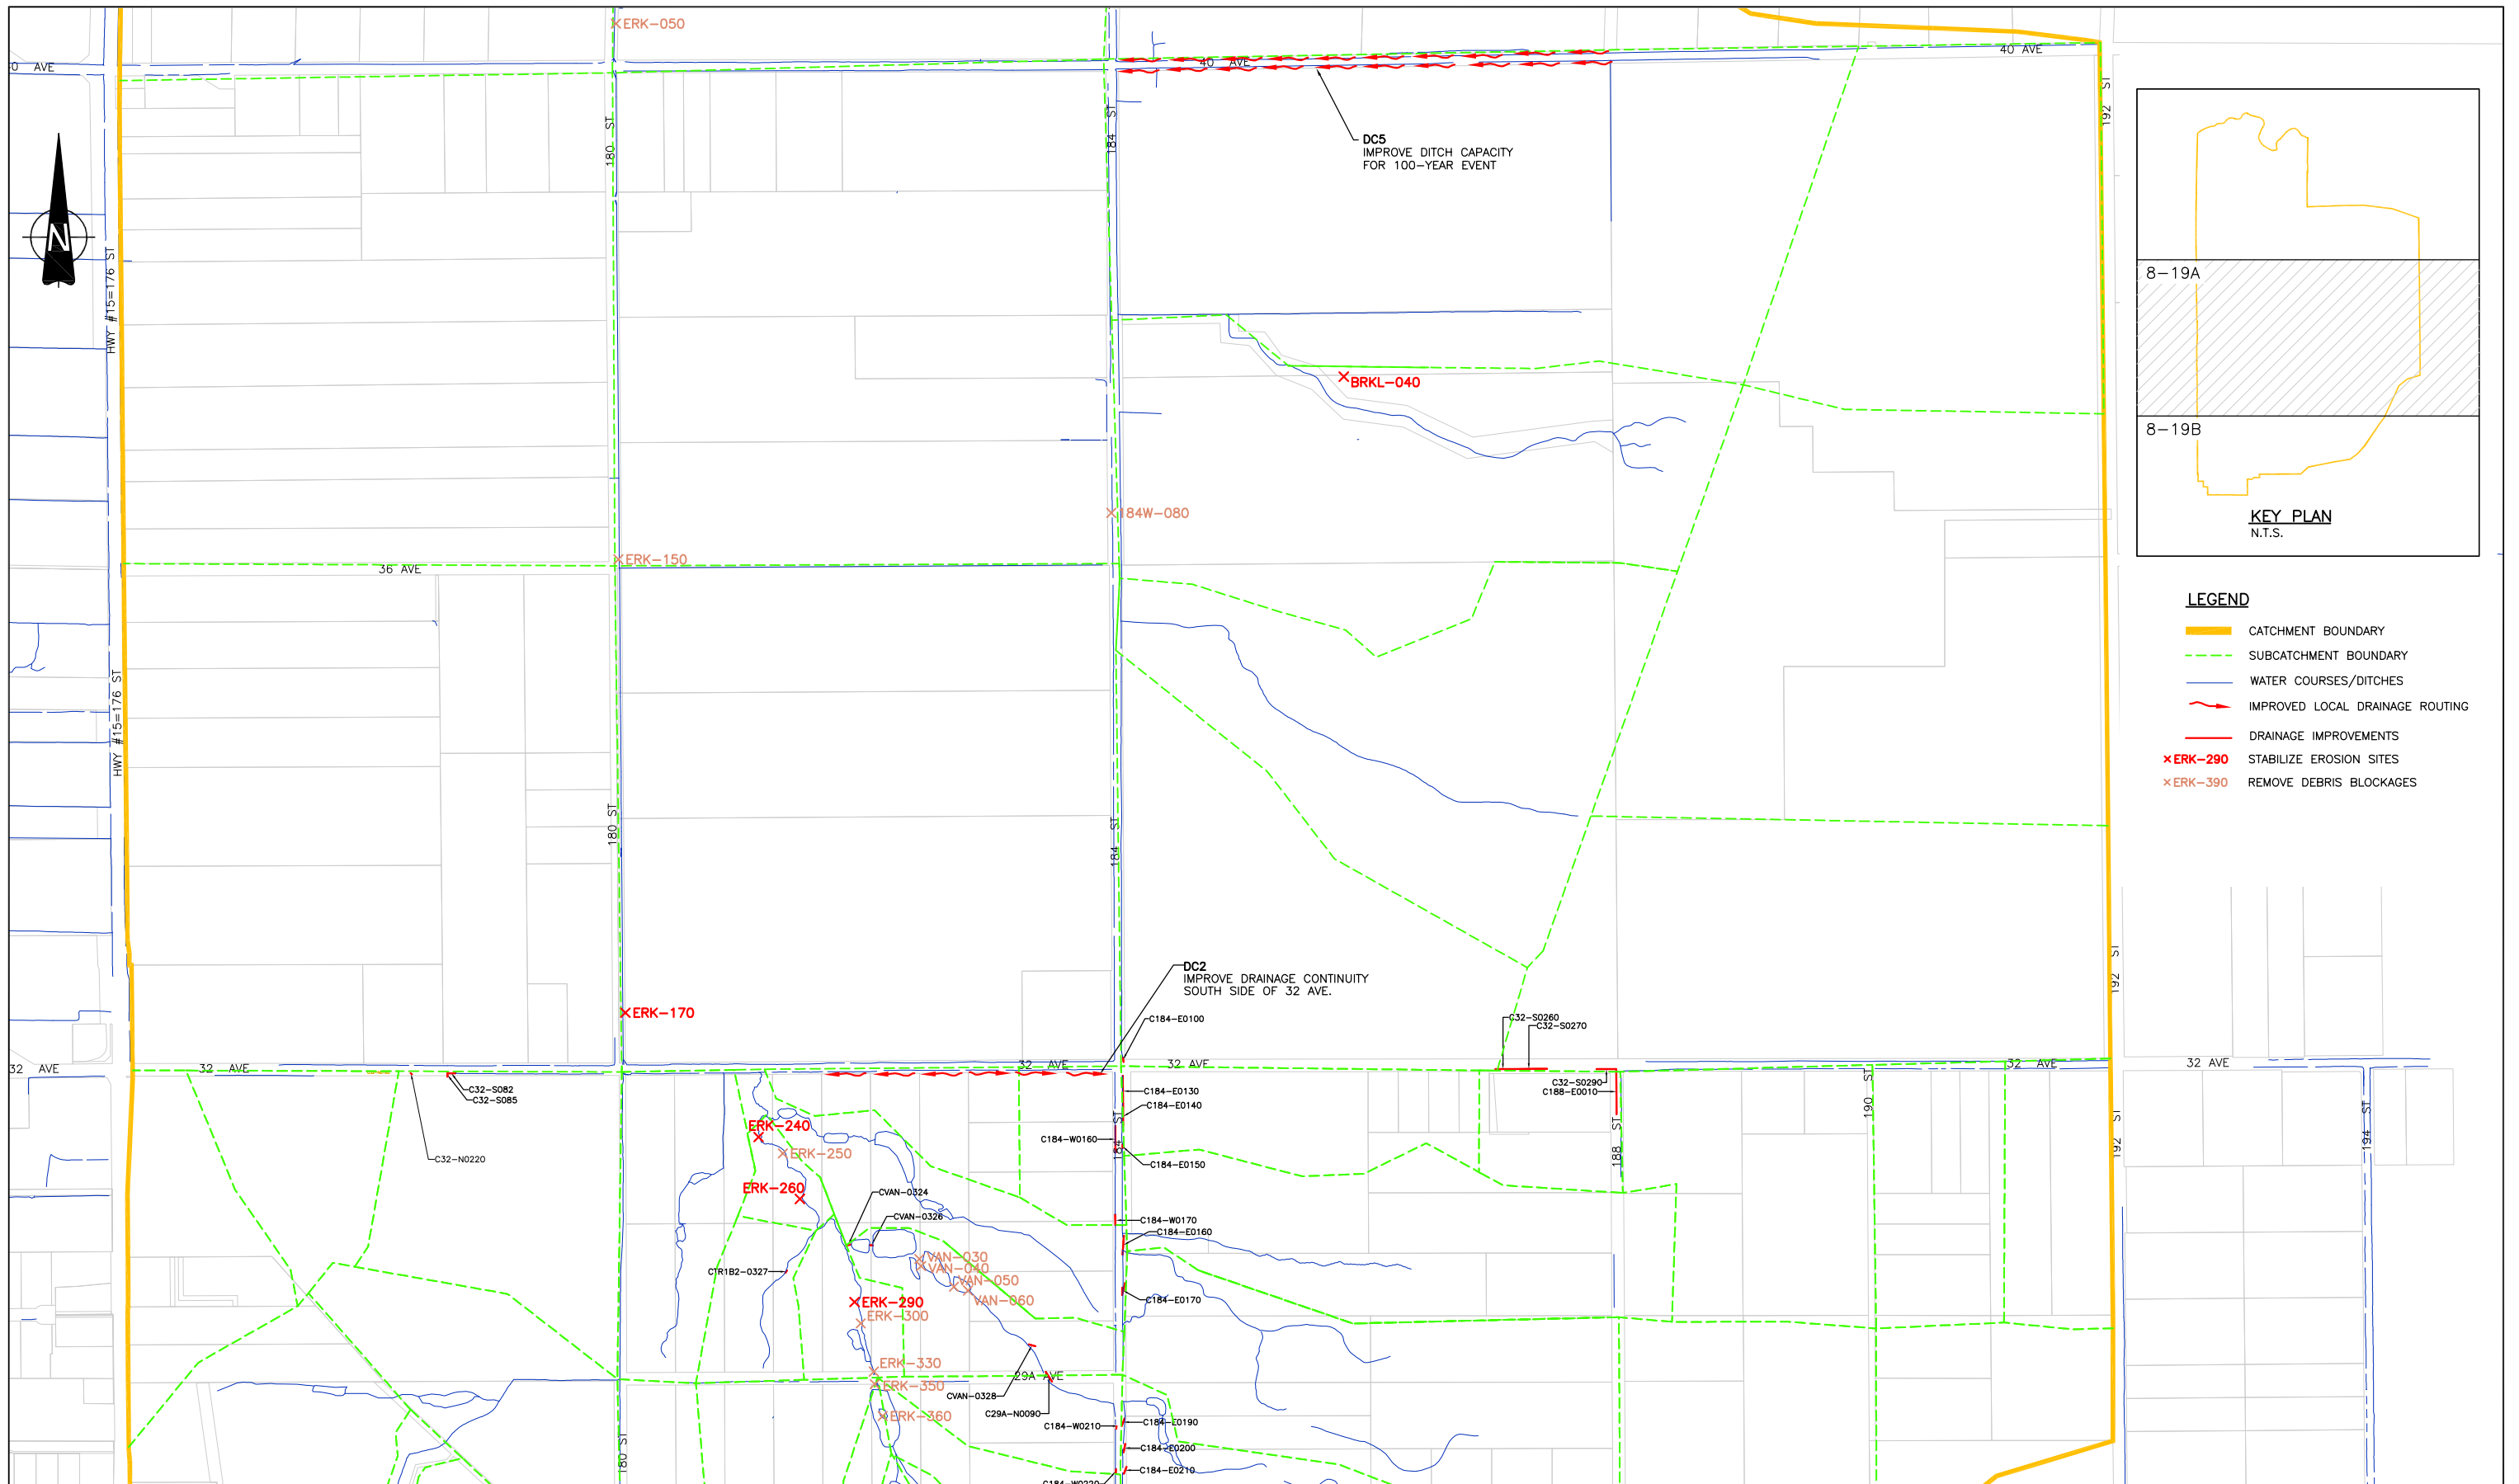 ERK-050
0 AVE
40 AVE
40 AVE
180 ST
184 ST
192 ST
DC5
IMPROVE DITCH CAPACITY
FOR 100-YEAR EVENT
N
HWY #15=176 ST
BRKL-040
184W-080
ERK-150
36 AVE
HWY #15=176 ST
180 ST
184 ST
192 ST
8-19A
8-19B
KEY PLAN
N.T.S.
LEGEND
CATCHMENT BOUNDARY
SUBCATCHMENT BOUNDARY
WATER COURSES/DITCHES
IMPROVED LOCAL DRAINAGE ROUTING
DRAINAGE IMPROVEMENTS
ERK-290 STABILIZE EROSION SITES
ERK-390 REMOVE DEBRIS BLOCKAGES
DC2
IMPROVE DRAINAGE CONTINUITY
SOUTH SIDE OF 32 AVE.
ERK-170
C184-E0100
C32-S0260
C32-S0270
32 AVE
32 AVE
32 AVE
32 AVE
32 AVE
32 AVE
C32-S082
C32-S085
C32-S0290
C188-E0010
C184-E0130
C184-E0140
184 ST
188 ST
190 ST
192 ST
194 ST
ERK-240
C184-W0160
ERK-250
C32-N0220
C184-E0150
ERK-260
CVAN-0324
CVAN-0326
C184-W0170
C184-E0160
VAN-030
VAN-040
CTR1B2-0327
VAN-050
VAN-060
C184-E0170
ERK-290
ERK-300
ERK-330
29A AVE
ERK-350
CVAN-0328
C29A-N0090
ERK-360
C184-W0210
C184-E0190
180 ST
C184-E0200
C184-E0210
C184-W0220